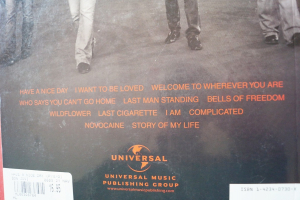 HAVE A NICE DAY I WANT TO BE LOVED WELCOME TO WHEREVER YOU ARE
WHO SAYS YOU CAN'T GO HOME LAST MAN STANDING BELLS OF FREEDOM
WILDFLOWER LAST CIGARETTE I AM COMPLICATED
NOVOCAINE STORY OF MY LIFE
UNIVERSAL
UNIVERSAL MUSIC
PUBLISHING GROUP